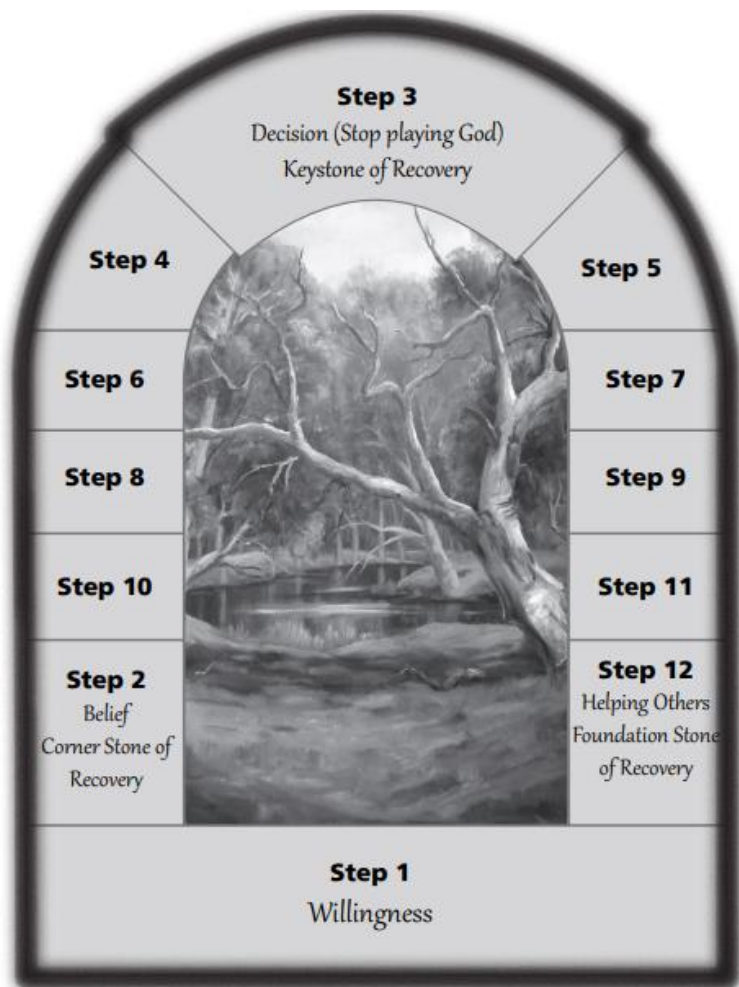 Step 3
Decision (Stop playing God)
Keystone of Recovery
Step 4
Step 5
Step 6
Step 7
Step 8
Step 9
Step 10
Step 11
Step 2
Belief
Corner Stone of
Recovery
Step 12
Helping Others
Foundation Stone
of Recovery
Step 1
Willingness